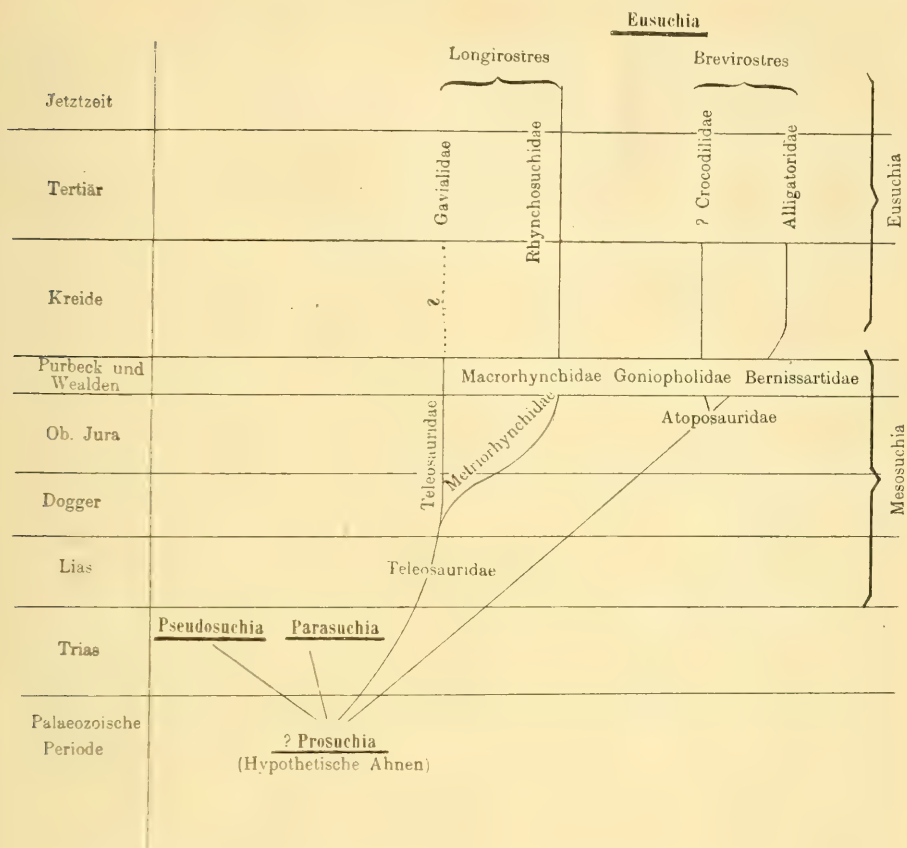 Eusuchia
Longirostres
Brevirostres
Jetztzeit
Tertiär
Gavialidae
Rhynchosuchidae
? Crocodilidae
Alligatoridae
Eusuchia
Kreide
?
Purbeck und
Wealden
Macrorhynchidae Goniopholidae Bernissartidae
Ob. Jura
Teleosauridae
Metriorhynchidae
Atoposauridae
Mesosuchia
Dogger
Lias
Teleosauridae
Pseudosuchia Parasuchia
Trias
Palaeozoische
Periode
? Prosuchia
(Hypothetische Ahnen)